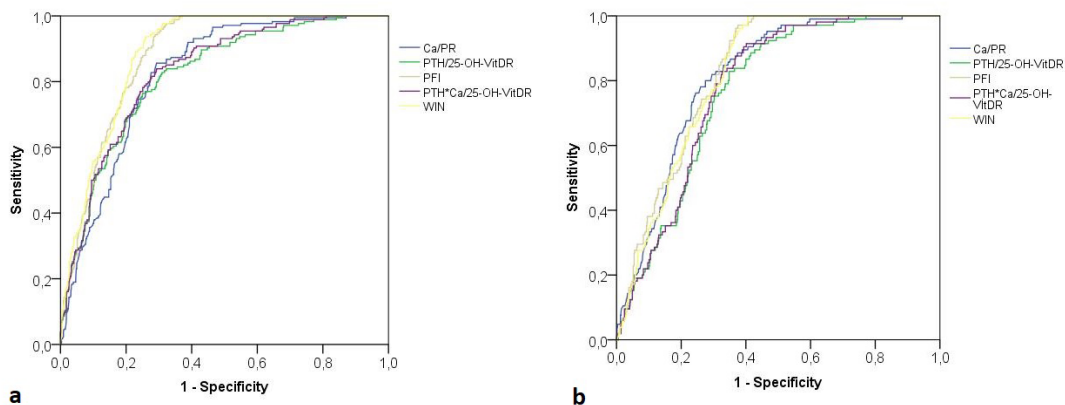 1,0
0,8
0,6
0,4
0,2
0,0
Sensitivity
0,0 0,2 0,4 0,6 0,8 1,0
1 - Specificity
Ca/PR
PTH/25-OH-VitDR
PFI
PTH*Ca/25-OH-VitDR
WIN
a
1,0
0,8
0,6
0,4
0,2
0,0
Sensitivity
0,0 0,2 0,4 0,6 0,8 1,0
1 - Specificity
Ca/PR
PTH/25-OH-VitDR
PFI
PTH*Ca/25-OH-
VItDR
WIN
b